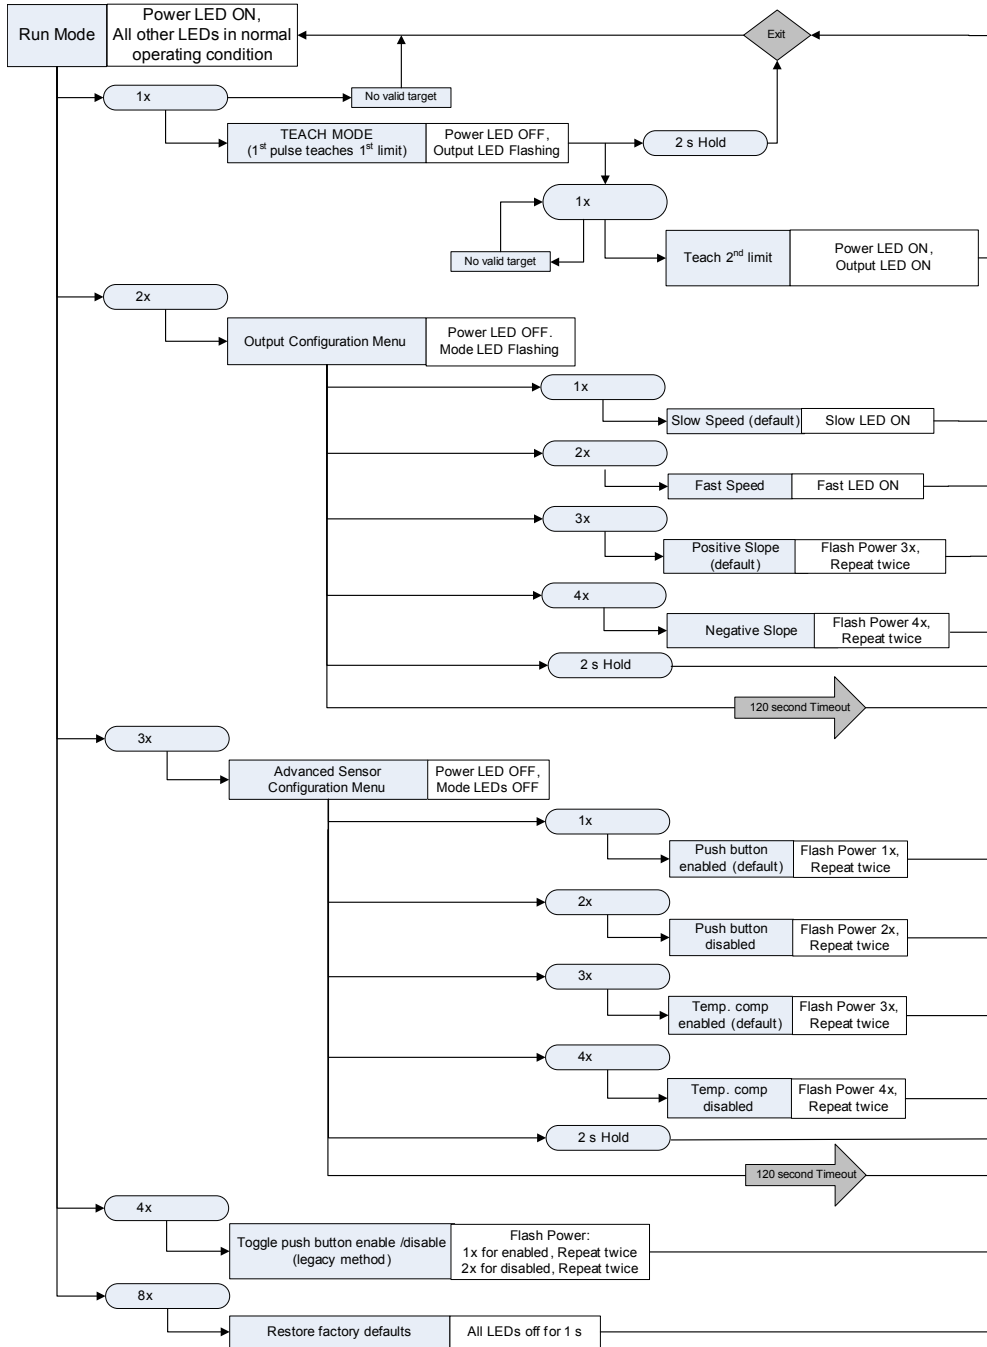 Run Mode
Power LED ON,
All other LEDs in normal
operating condition
Exit
1x
No valid target
TEACH MODE
(1st pulse teaches 1st limit)
Power LED OFF,
Output LED Flashing
2 s Hold
1x
No valid target
Teach 2nd limit
Power LED ON,
Output LED ON
2x
Output Configuration Menu
Power LED OFF.
Mode LED Flashing
1x
Slow Speed (default)
Slow LED ON
2x
Fast Speed
Fast LED ON
3x
Positive Slope
(default)
Flash Power 3x,
Repeat twice
4x
Negative Slope
Flash Power 4x,
Repeat twice
2 s Hold
120 second Timeout
3x
Advanced Sensor
Configuration Menu
Power LED OFF,
Mode LEDs OFF
1x
Push button
enabled (default)
Flash Power 1x,
Repeat twice
2x
Push button
disabled
Flash Power 2x,
Repeat twice
3x
Temp. comp
enabled (default)
Flash Power 3x,
Repeat twice
4x
Temp. comp
disabled
Flash Power 4x,
Repeat twice
2 s Hold
120 second Timeout
4x
Toggle push button enable /disable
(legacy method)
Flash Power:
1x for enabled, Repeat twice
2x for disabled, Repeat twice
8x
Restore factory defaults
All LEDs off for 1 s